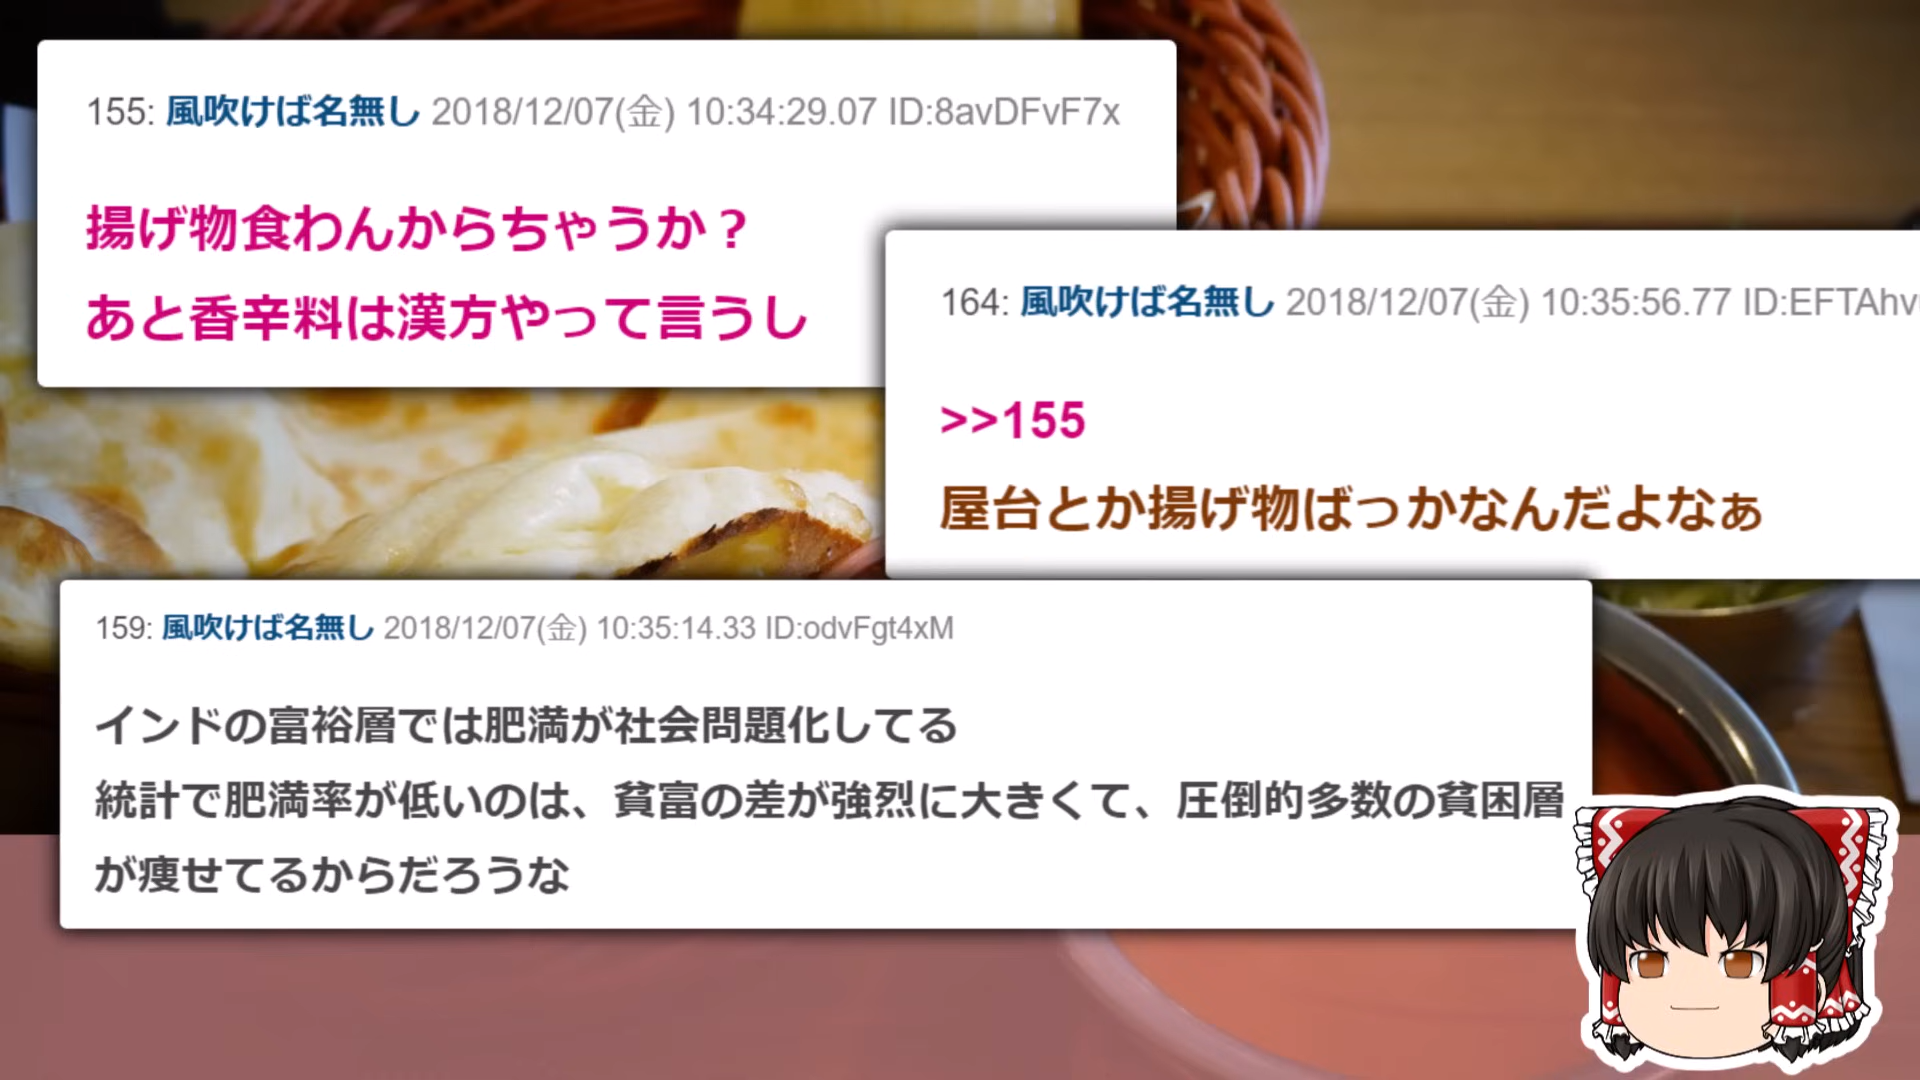 155: 風吹けば名無し 2018/12/07(金) 10:34:29.07 ID:8avDFvF7x
揚げ物食わんからちゃうか？
あと香辛料は漢方やって言うし
164: 風吹けば名無し 2018/12/07(金) 10:35:56.77 ID:EFTAhv
>>155
屋台とか揚げ物ばっかなんだよなぁ
159: 風吹けば名無し 2018/12/07(金) 10:35:14.33 ID:odvFgt4xM
インドの富裕層では肥満が社会問題化してる
統計で肥満率が低いのは、貧富の差が強烈に大きくて、圧倒的多数の貧困層
が痩せてるからだろうな